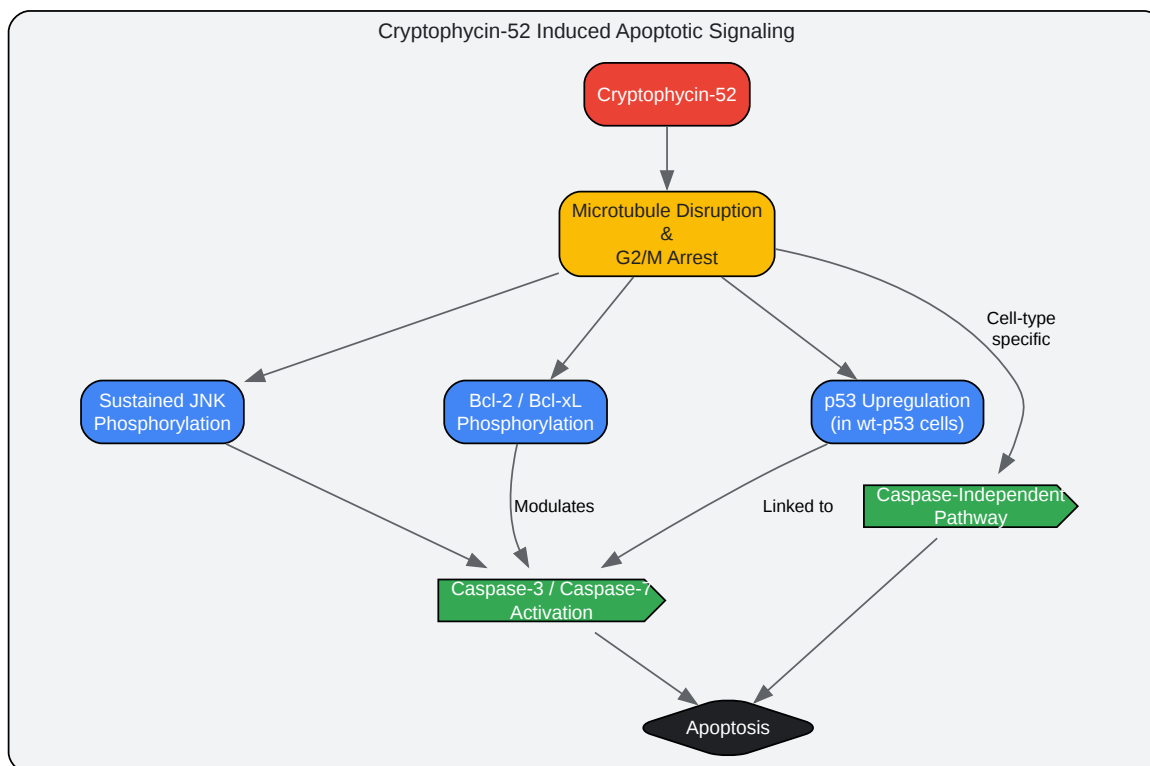 Cryptophycin-52 Induced Apoptotic Signaling
Cryptophycin-52
Microtubule Disruption
&
G2/M Arrest
Cell-type
specific
Sustained JNK
Phosphorylation
Bcl-2 / Bcl-xL
Phosphorylation
p53 Upregulation
(in wt-p53 cells)
Modulates
Linked to
Caspase-Independent
Pathway
Caspase-3 / Caspase-7
Activation
Apoptosis